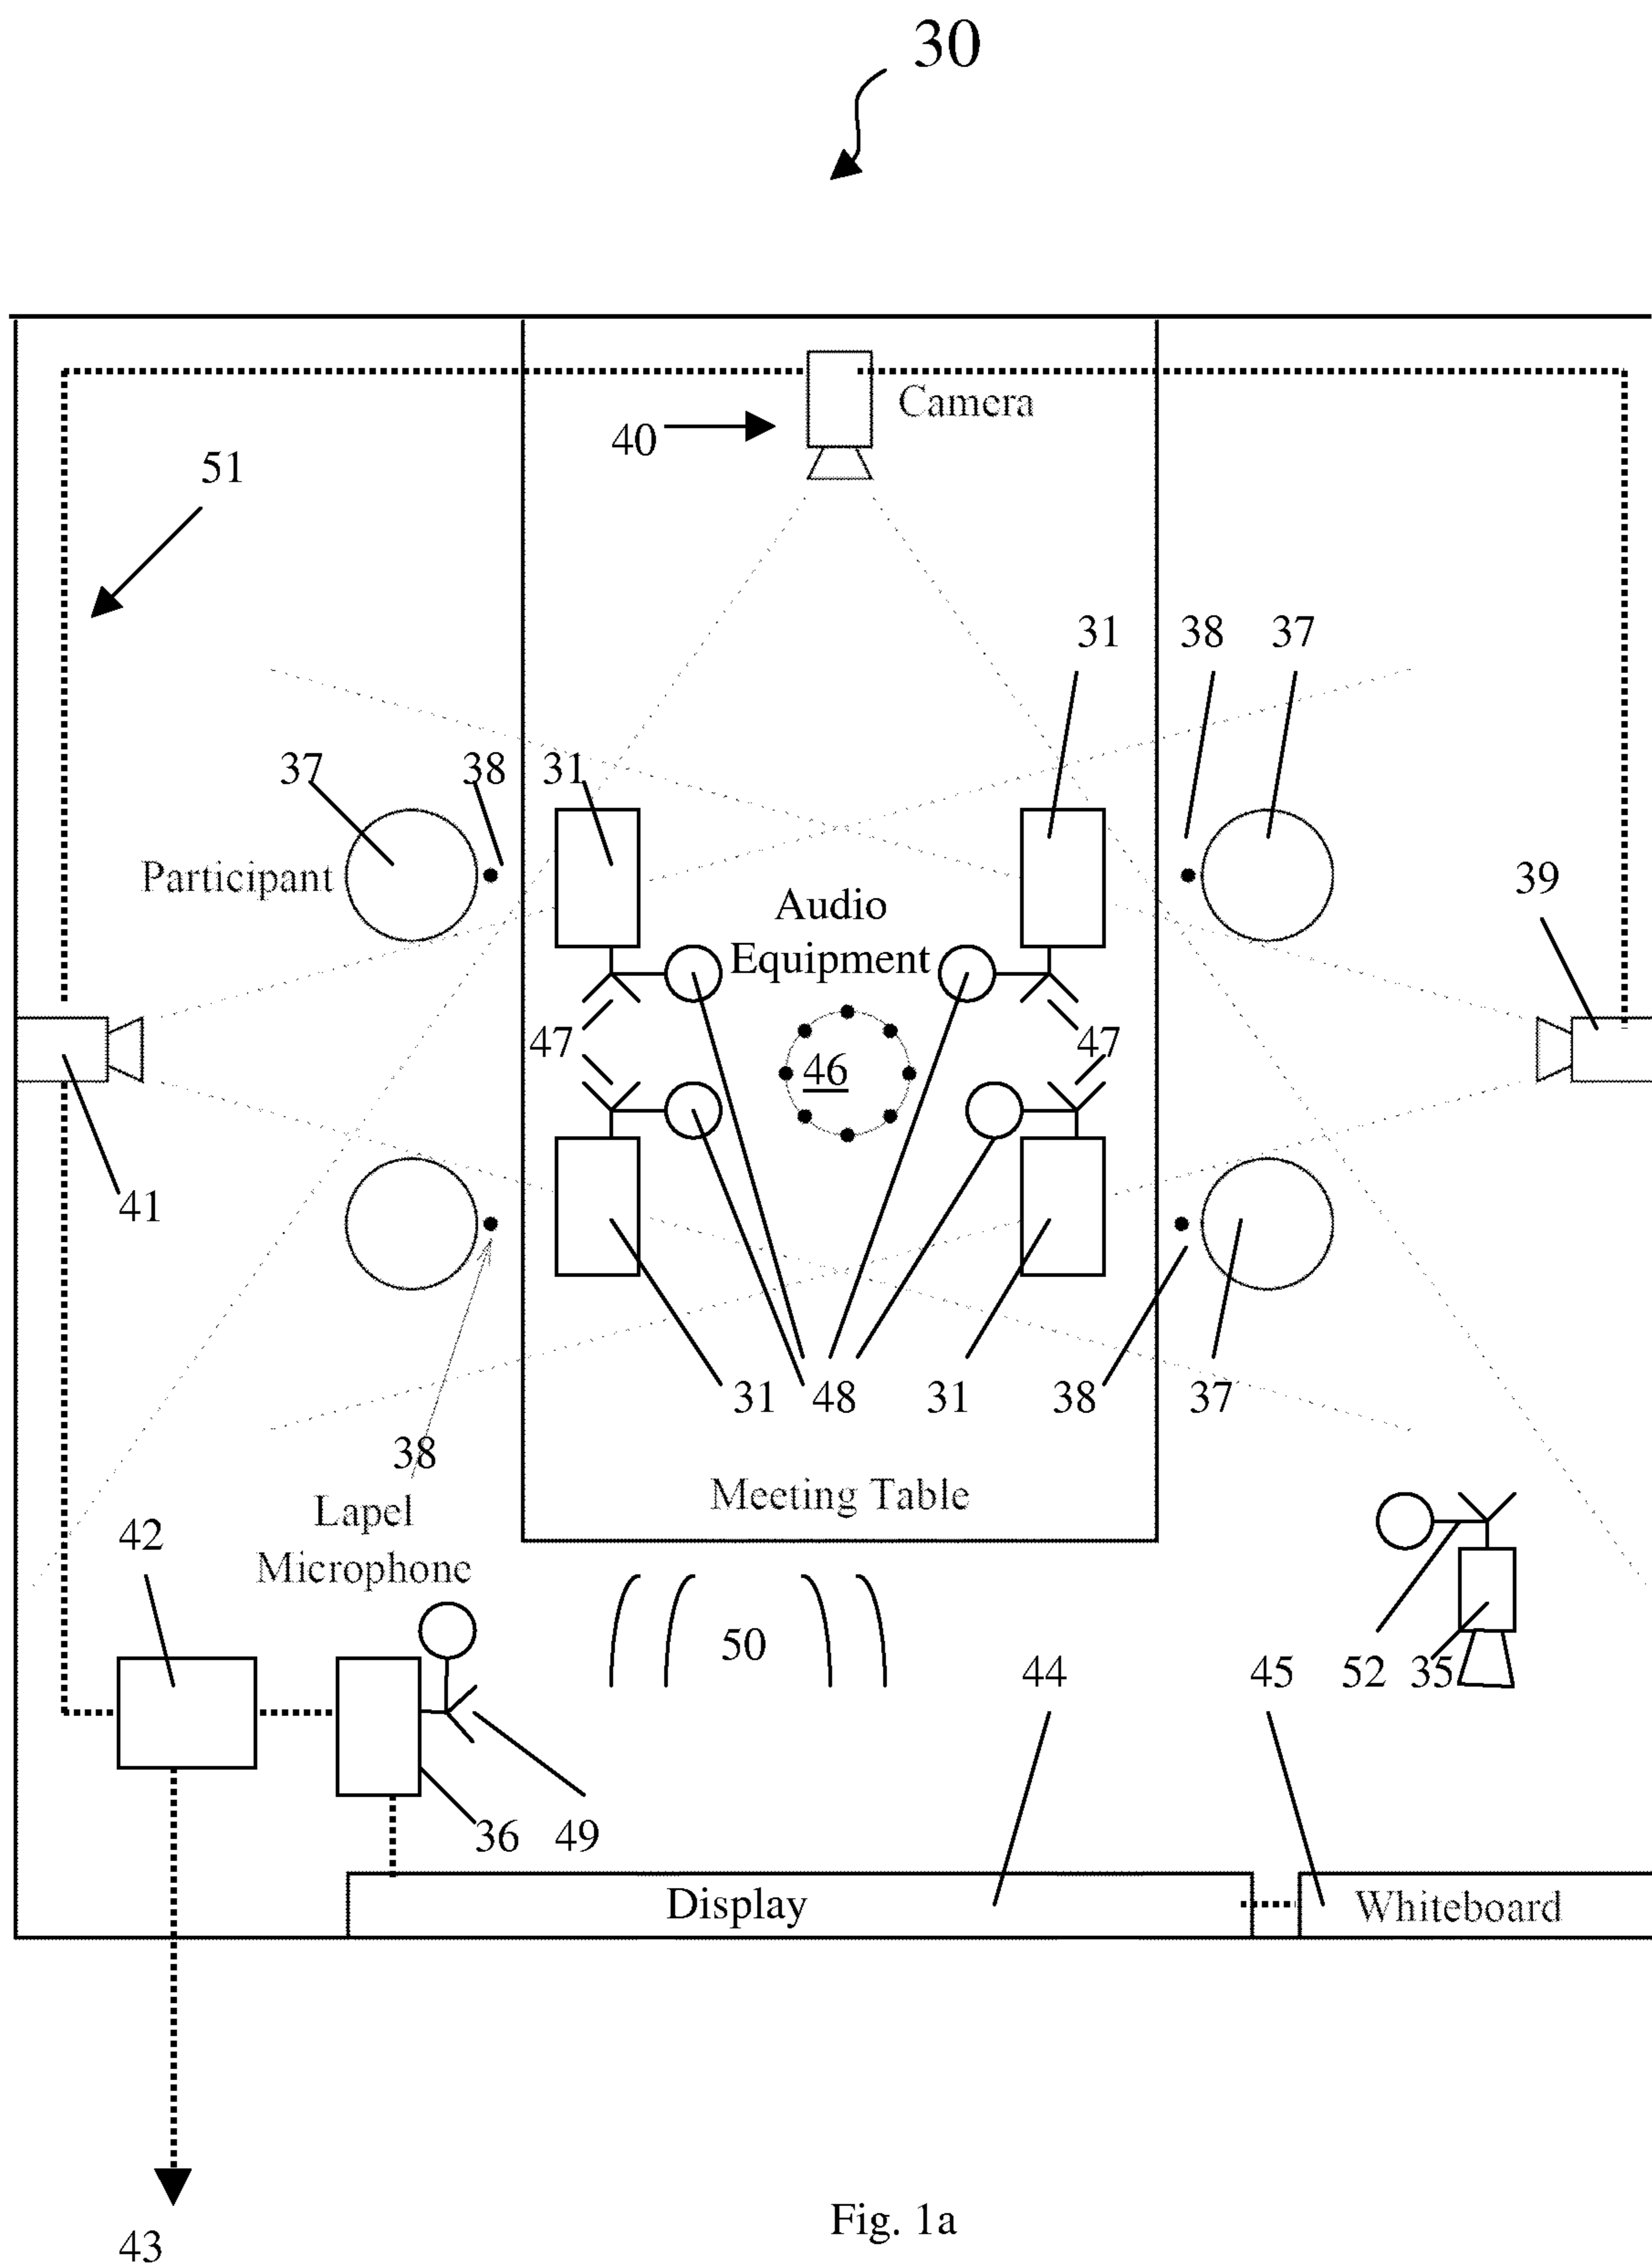 30
Camera
40
51
31 38 37
37 38 31
Participant
Audio
Equipment
39
47
47
46
41
31 48 31 38 37
38
Lapel
Microphone
Meeting Table
42
50
44
45
52 35
36 49
Display
Whiteboard
43
Fig. 1a